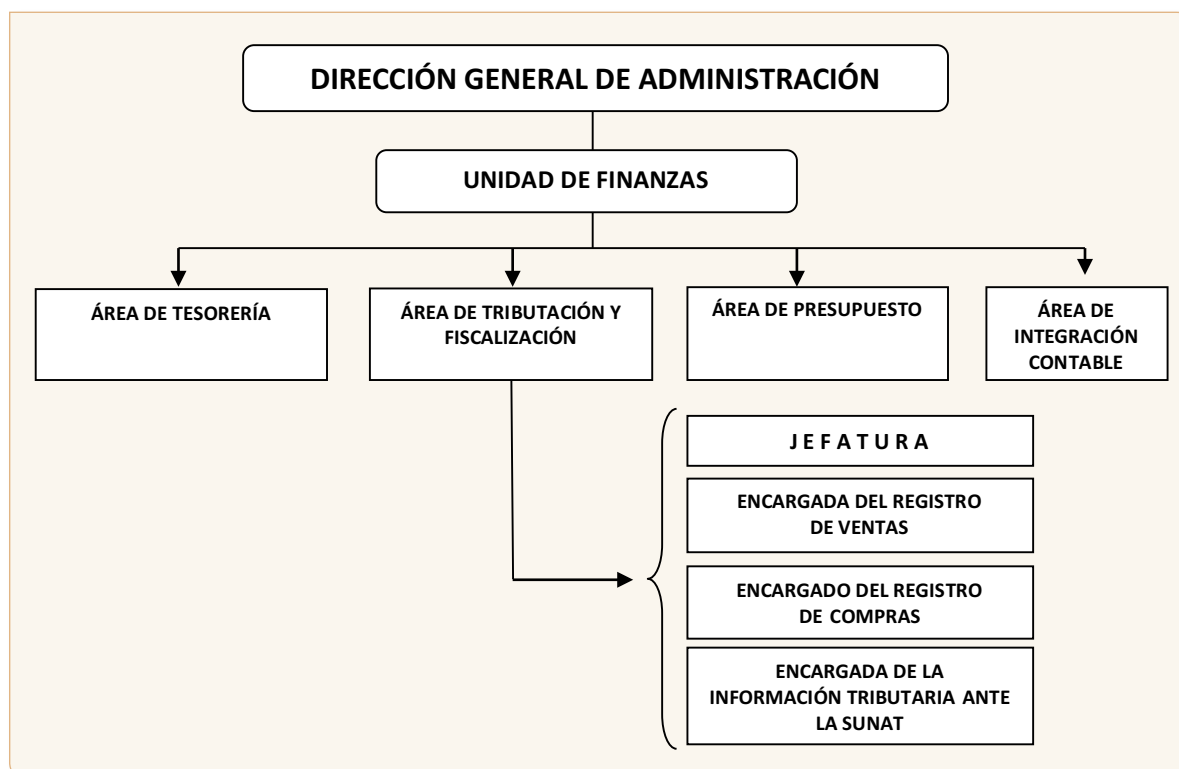 DIRECCIÓN GENERAL DE ADMINISTRACIÓN
UNIDAD DE FINANZAS
ÁREA DE TESORERÍA
ÁREA DE TRIBUTACIÓN Y
FISCALIZACIÓN
ÁREA DE PRESUPUESTO
ÁREA DE
INTEGRACIÓN
CONTABLE
J E F A T U R A
ENCARGADA DEL REGISTRO
DE VENTAS
ENCARGADO DEL REGISTRO
DE COMPRAS
ENCARGADA DE LA
INFORMACIÓN TRIBUTARIA ANTE
LA SUNAT